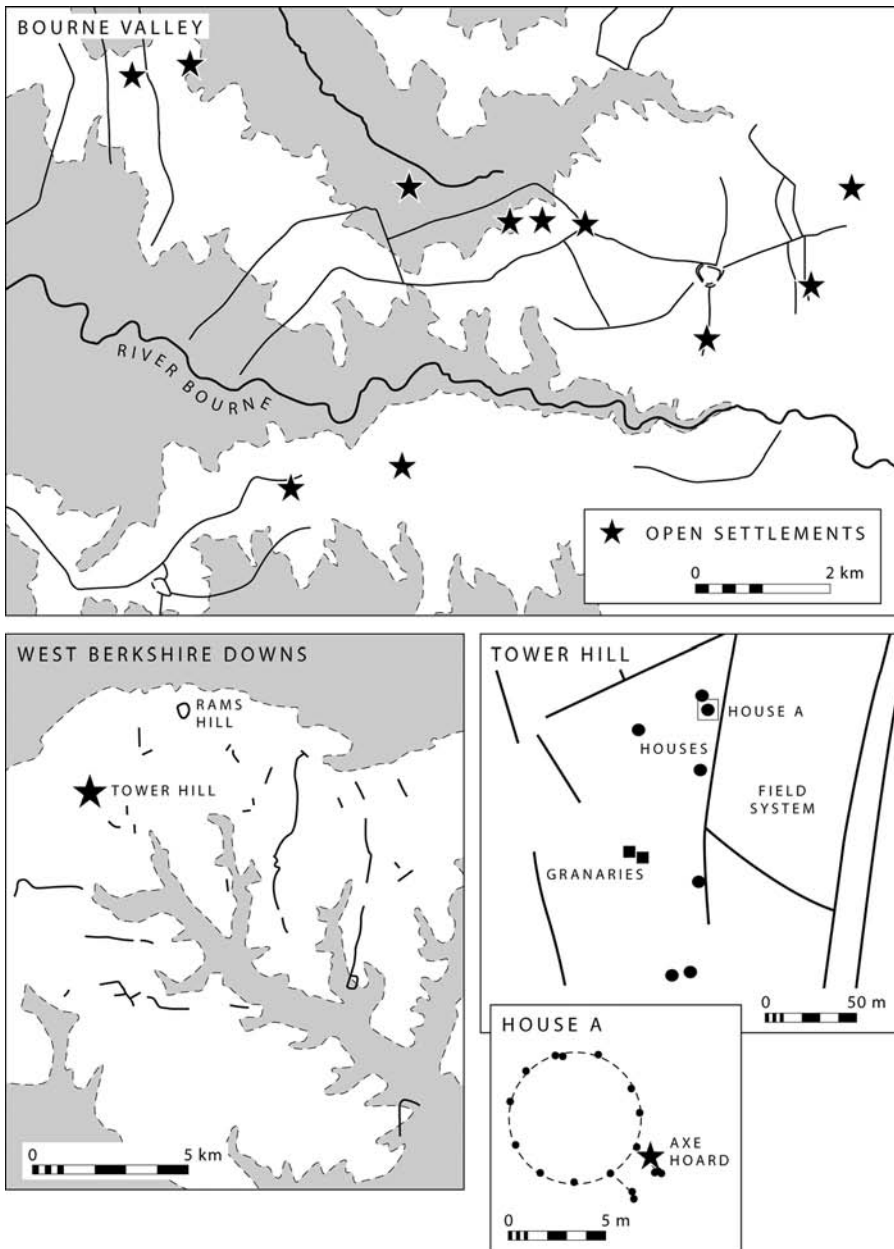 BOURNE VALLEY
RIVER BOURNE
OPEN SETTLEMENTS
0 2 km
WEST BERKSHIRE DOWNS
RAMS
HILL
TOWER HILL
0 5 km
TOWER HILL
HOUSE A
HOUSES
FIELD
SYSTEM
GRANARIES
0 50 m
HOUSE A
AXE
HOARD
0 5 m